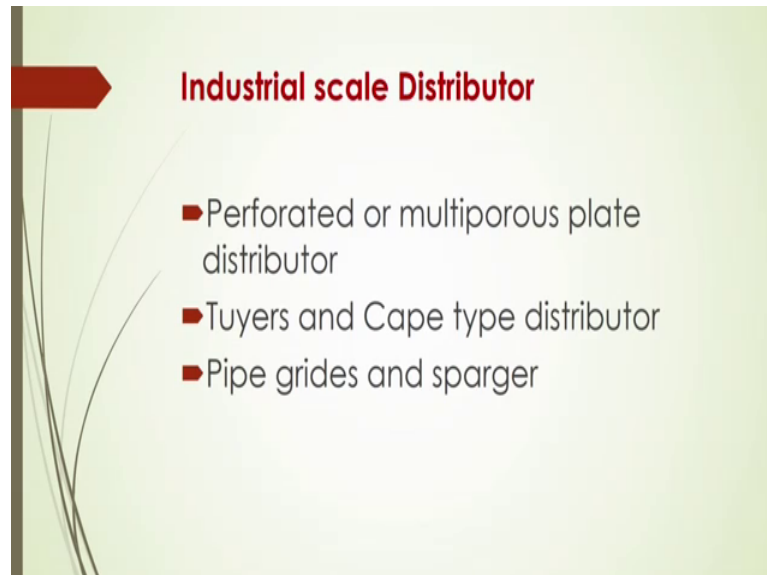 Industrial scale Distributor
Perforated or multiporous plate
distributor
Tuyers and Cape type distributor
Pipe grides and sparger